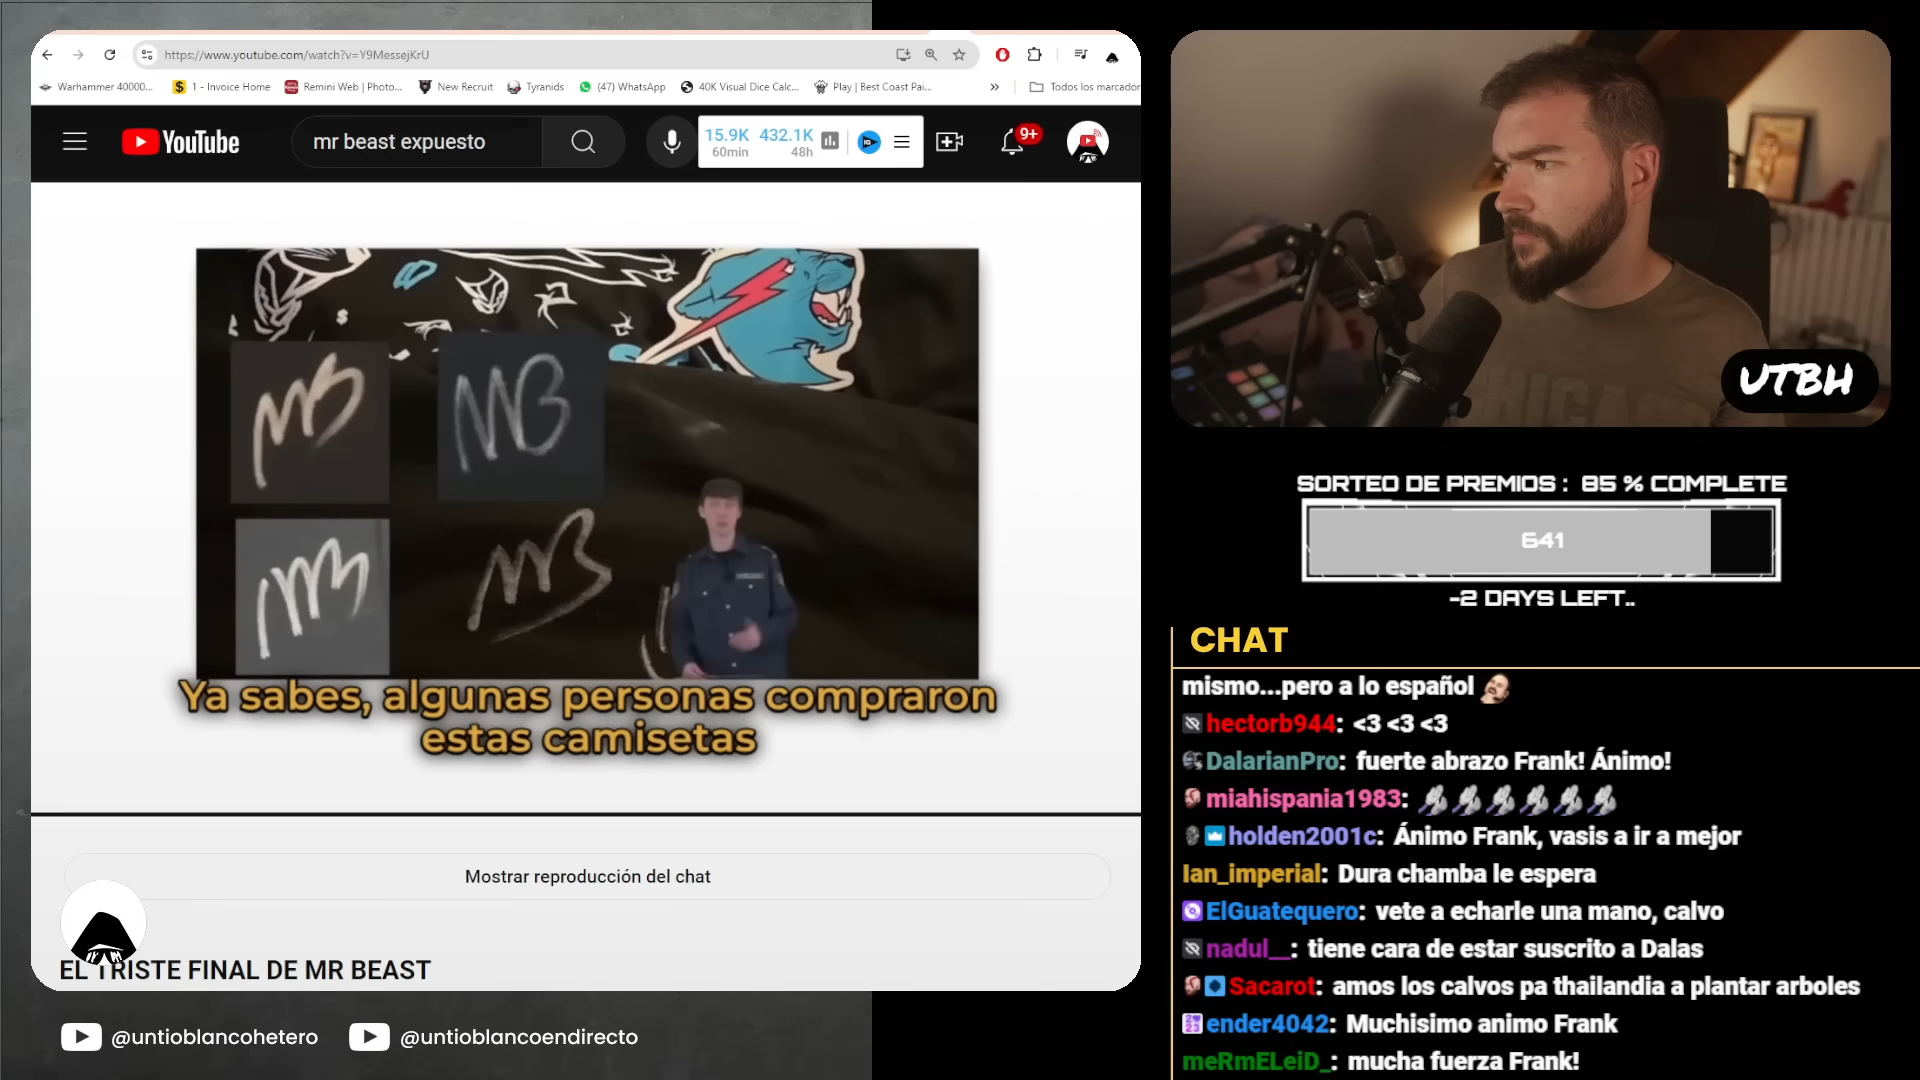 https://www.youtube.com/watch?v=Y9MessejKrU
Warhammer 40000...
1 - Invoice Home
Remini Web | Photo...
New Recruit
Tyranids
(47) WhatsApp
40K Visual Dice Calc...
Play | Best Coast Pai...
»
Todos los marcador
YouTube
mr beast expuesto
15.9K 432.1K
60min 48h
9+
MB
MB
MB
MB
Ya sabes, algunas personas compraron
estas camisetas
Mostrar reproducción del chat
EL TRISTE FINAL DE MR BEAST
@untioblancohetero
@untioblancoendirecto
UTBH
SORTEO DE PREMIOS : 85 % COMPLETE
641
-2 DAYS LEFT..
CHAT
mismo...pero a lo español
hectorb944: <3 <3 <3
DalarianPro: fuerte abrazo Frank! Ánimo!
miahispania1983:
holden2001c: Ánimo Frank, vasis a ir a mejor
Ian_imperial: Dura chamba le espera
ElGuatequero: vete a echarle una mano, calvo
nadul__: tiene cara de estar suscrito a Dalas
Sacarot: amos los calvos pa thailandia a plantar arboles
ender4042: Muchisimo animo Frank
meRmELeiD_: mucha fuerza Frank!